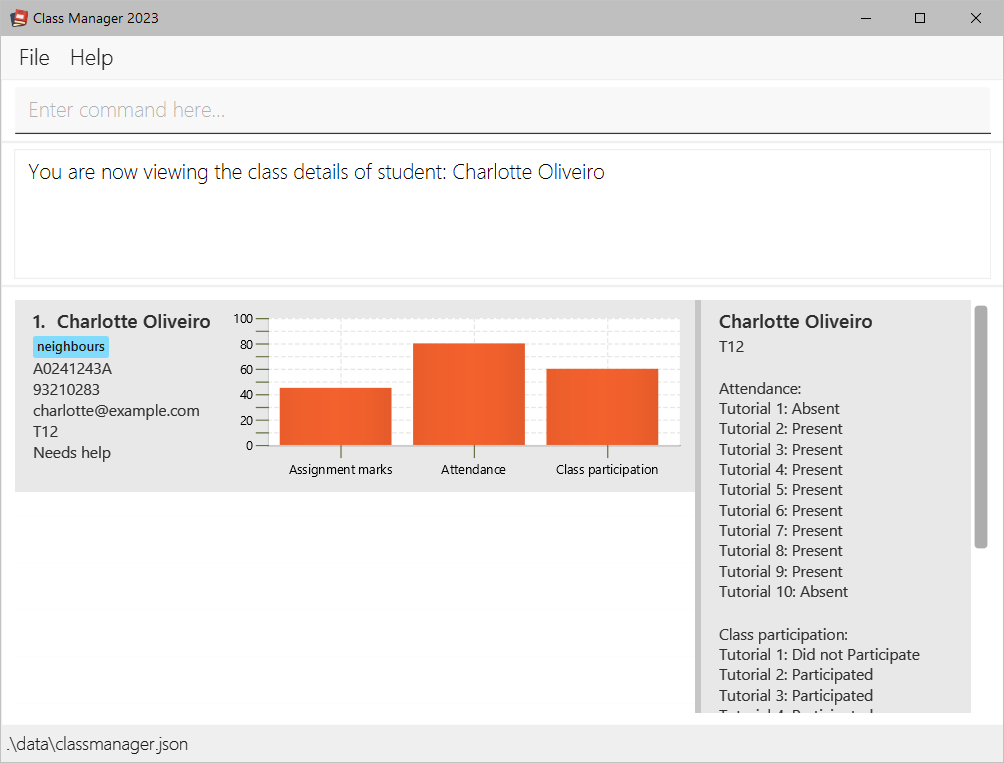 Class Manager 2023
File Help
Enter command here...
You are now viewing the class details of student: Charlotte Oliveiro
1. Charlotte Oliveiro
neighbours
A0241243A
93210283
charlotte@example.com
T12
Needs help
100
80
60
40
20
0
Assignment marks
Attendance
Class participation
Charlotte Oliveiro
T12
Attendance:
Tutorial 1: Absent
Tutorial 2: Present
Tutorial 3: Present
Tutorial 4: Present
Tutorial 5: Present
Tutorial 6: Present
Tutorial 7: Present
Tutorial 8: Present
Tutorial 9: Present
Tutorial 10: Absent
Class participation:
Tutorial 1: Did not Participate
Tutorial 2: Participated
Tutorial 3: Participated
.\data\classmanager.json